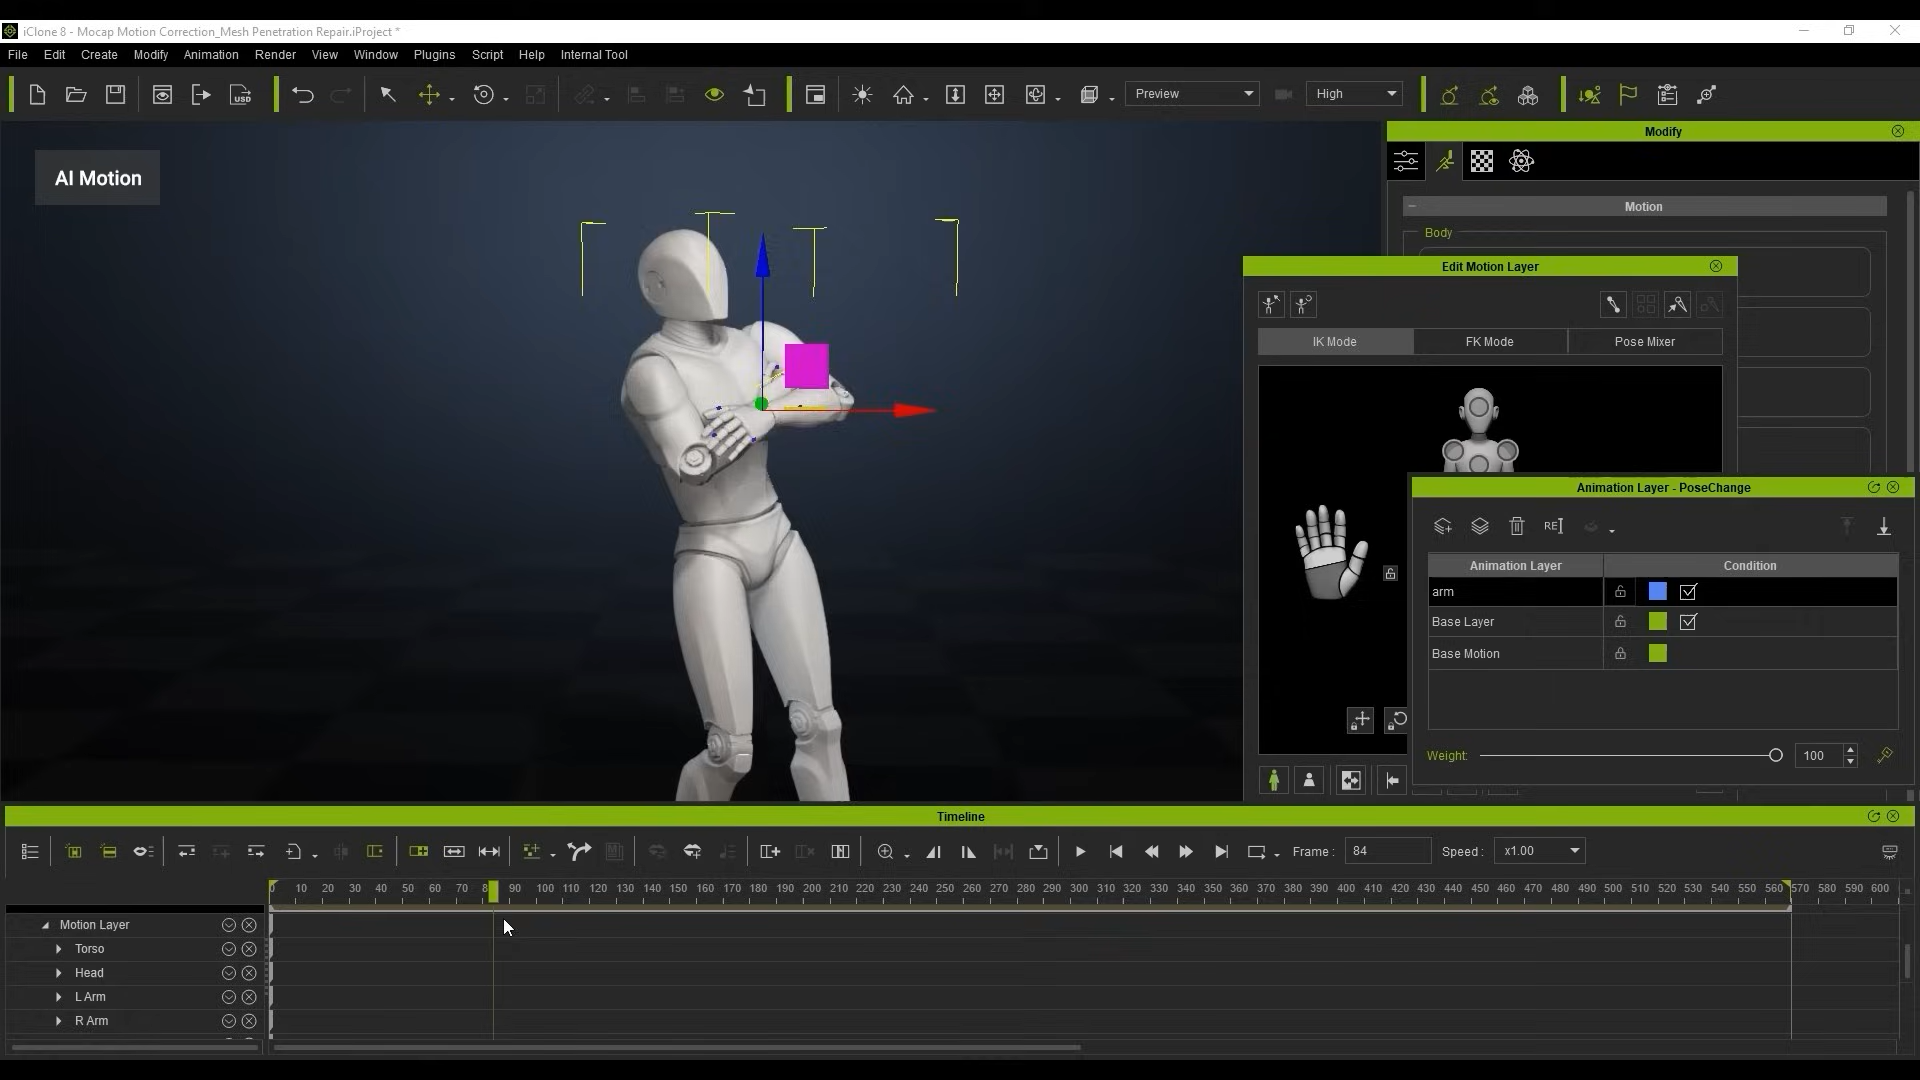 iClone 8 - Mocap Motion Correction_Mesh Penetration Repair.iProject *
File Edit Create Modify Animation Render View Window Plugins Script Help Internal Tool
USD Preview High
Modify
AI Motion
Motion
Body
Edit Motion Layer
IK Mode FK Mode Pose Mixer
Animation Layer - PoseChange
RE
Animation Layer Condition
arm
Base Layer
Base Motion
Weight: 100
Timeline
Frame : 84 Speed : x1.00
0 10 20 30 40 50 60 70 8 90 100 110 120 130 140 150 160 170 180 190 200 210 220 230 240 250 260 270 280 290 300 310 320 330 340 350 360 370 380 390 400 410 420 430 440 450 460 470 480 490 500 510 520 530 540 550 560 570 580 590 600
Motion Layer
Torso
Head
L Arm
R Arm